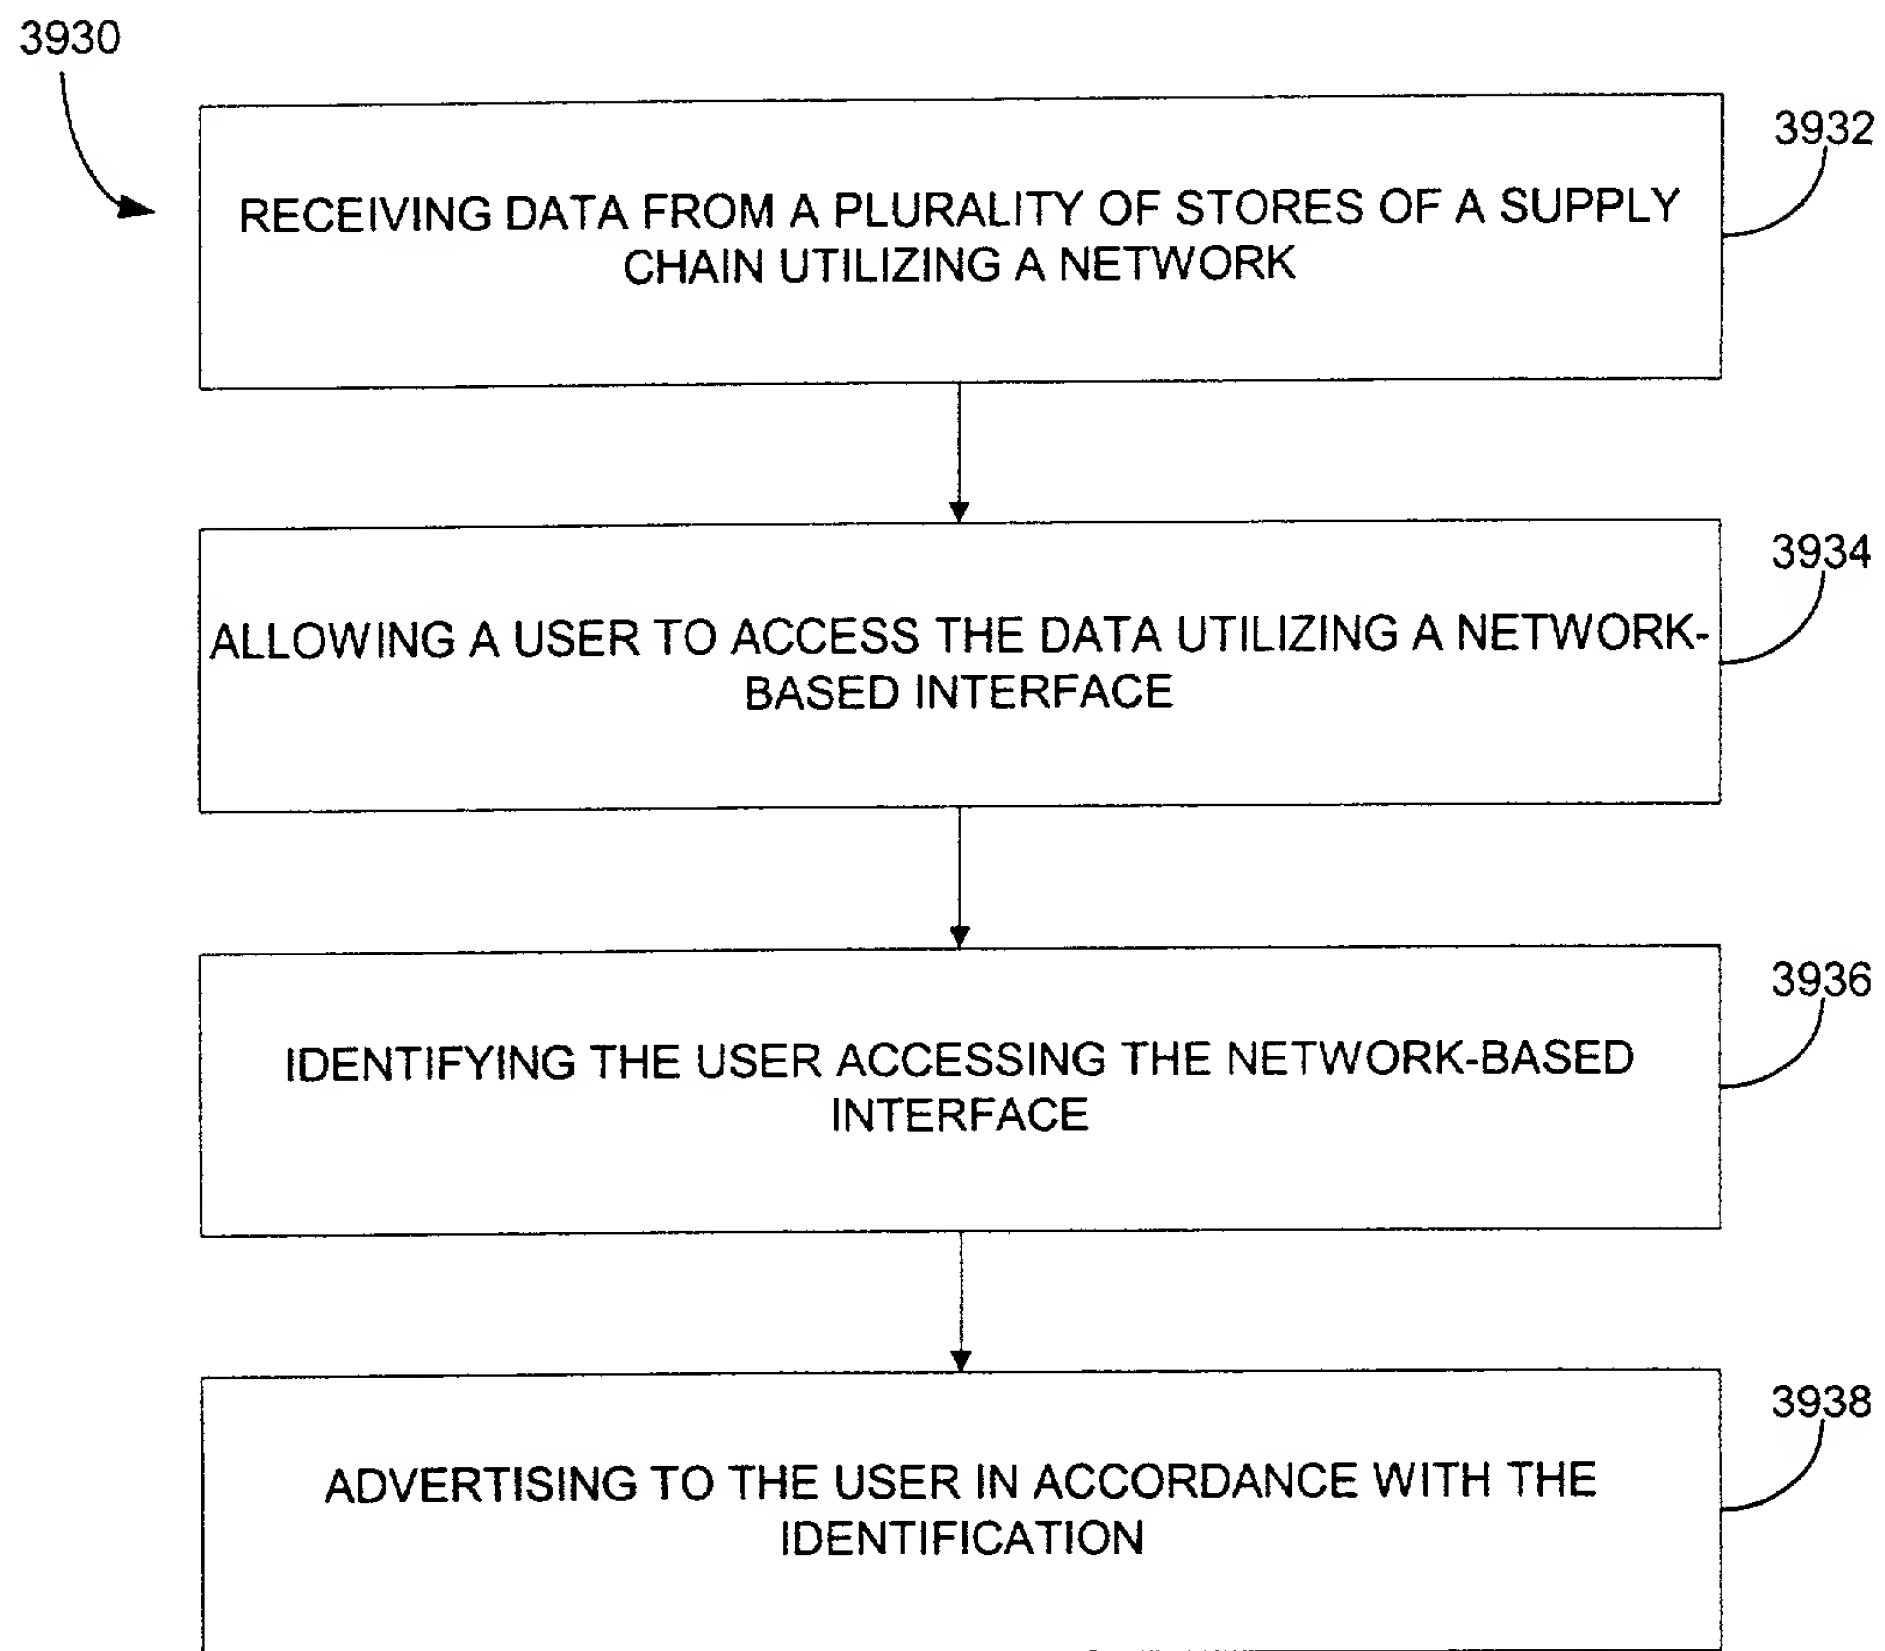 3930
3932
RECEIVING DATA FROM A PLURALITY OF STORES OF A SUPPLY
CHAIN UTILIZING A NETWORK
3934
ALLOWING A USER TO ACCESS THE DATA UTILIZING A NETWORK-
BASED INTERFACE
3936
IDENTIFYING THE USER ACCESSING THE NETWORK-BASED
INTERFACE
3938
ADVERTISING TO THE USER IN ACCORDANCE WITH THE
IDENTIFICATION